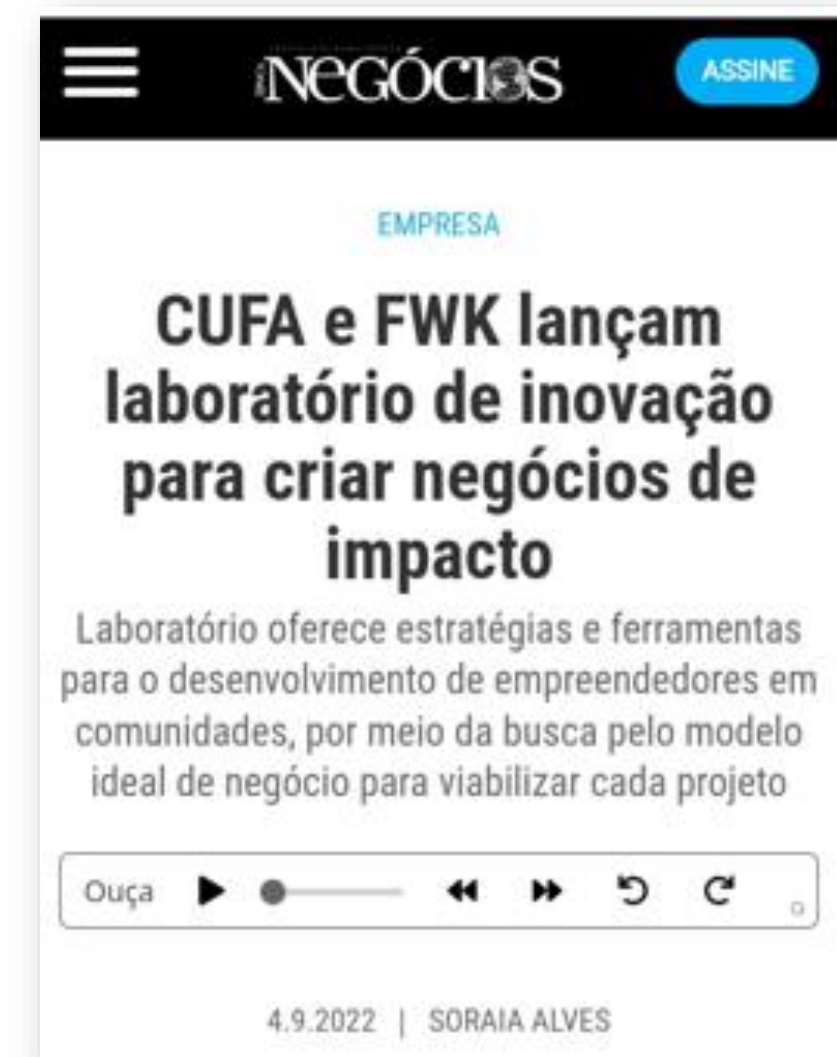 NEGÓCIOS
ASSINE
EMPRESA
CUFA e FWK lançam
laboratório de inovação
para criar negócios de
impacto
Laboratório oferece estratégias e ferramentas
para o desenvolvimento de empreendedores em
comunidades, por meio da busca pelo modelo
ideal de negócio para viabilizar cada projeto
Ouça
4.9.2022 | SORAIA ALVES